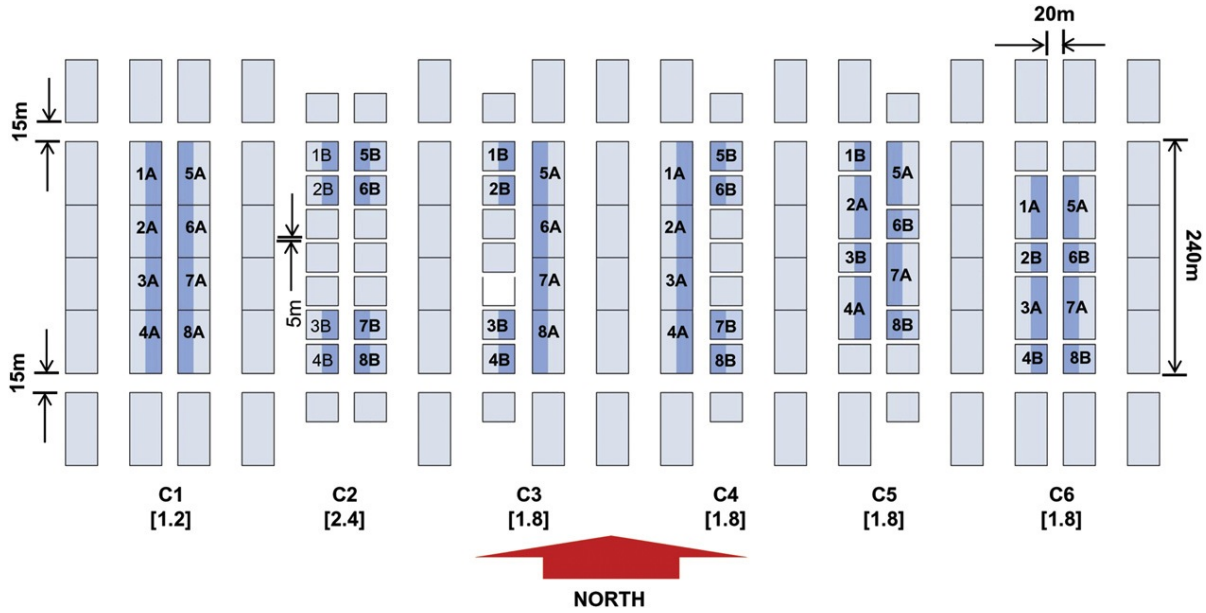 20m
15m
1A 5A 1B 5B 1B 5A 1A 5B 1B 5A
2B 6B 2B 6B 2A 1A 5A
2A 6A 6A 2A 6B
5m
3B 7A 2B 6B
3A 7A 7A 3A 4A 3A 7A
4A 8A 3B 7B 3B 8A 4A 7B 8B
4B 8B 4B 8B 4B 8B
240m
15m
C1 C2 C3 C4 C5 C6
[1.2] [2.4] [1.8] [1.8] [1.8] [1.8]
NORTH